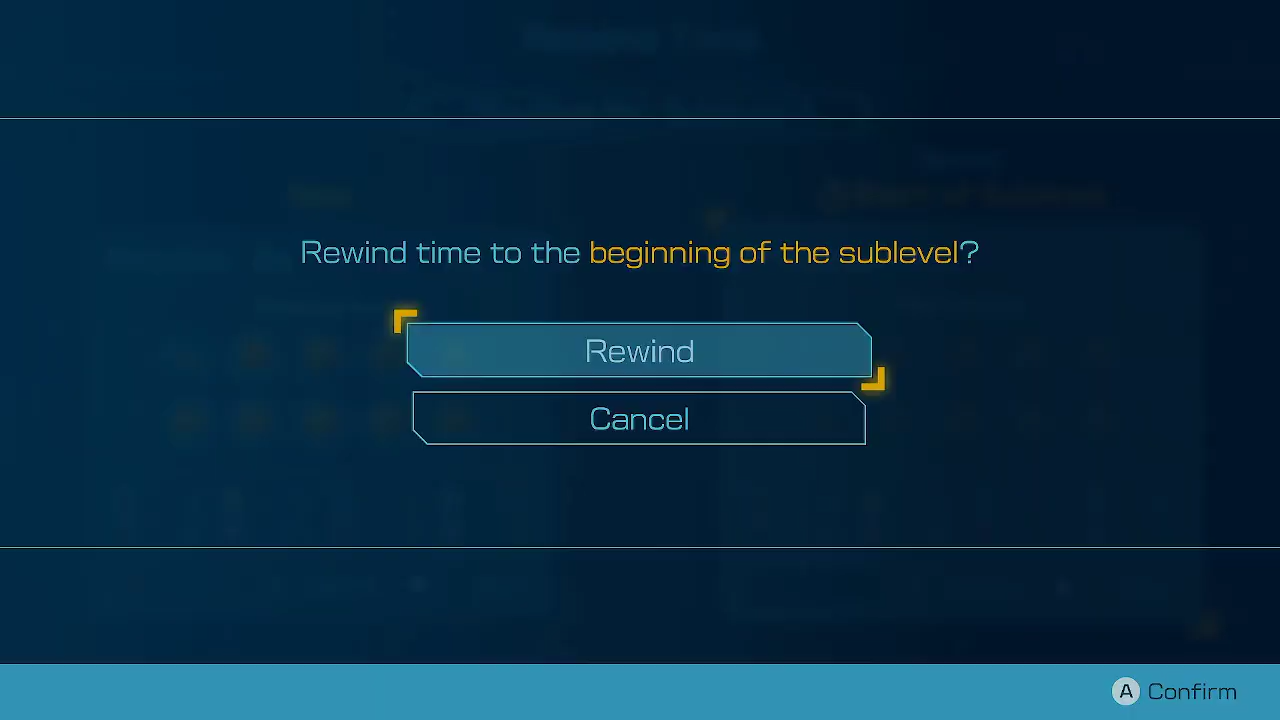 Rewind time to the beginning of the sublevel?
Rewind
Cancel
A Confirm